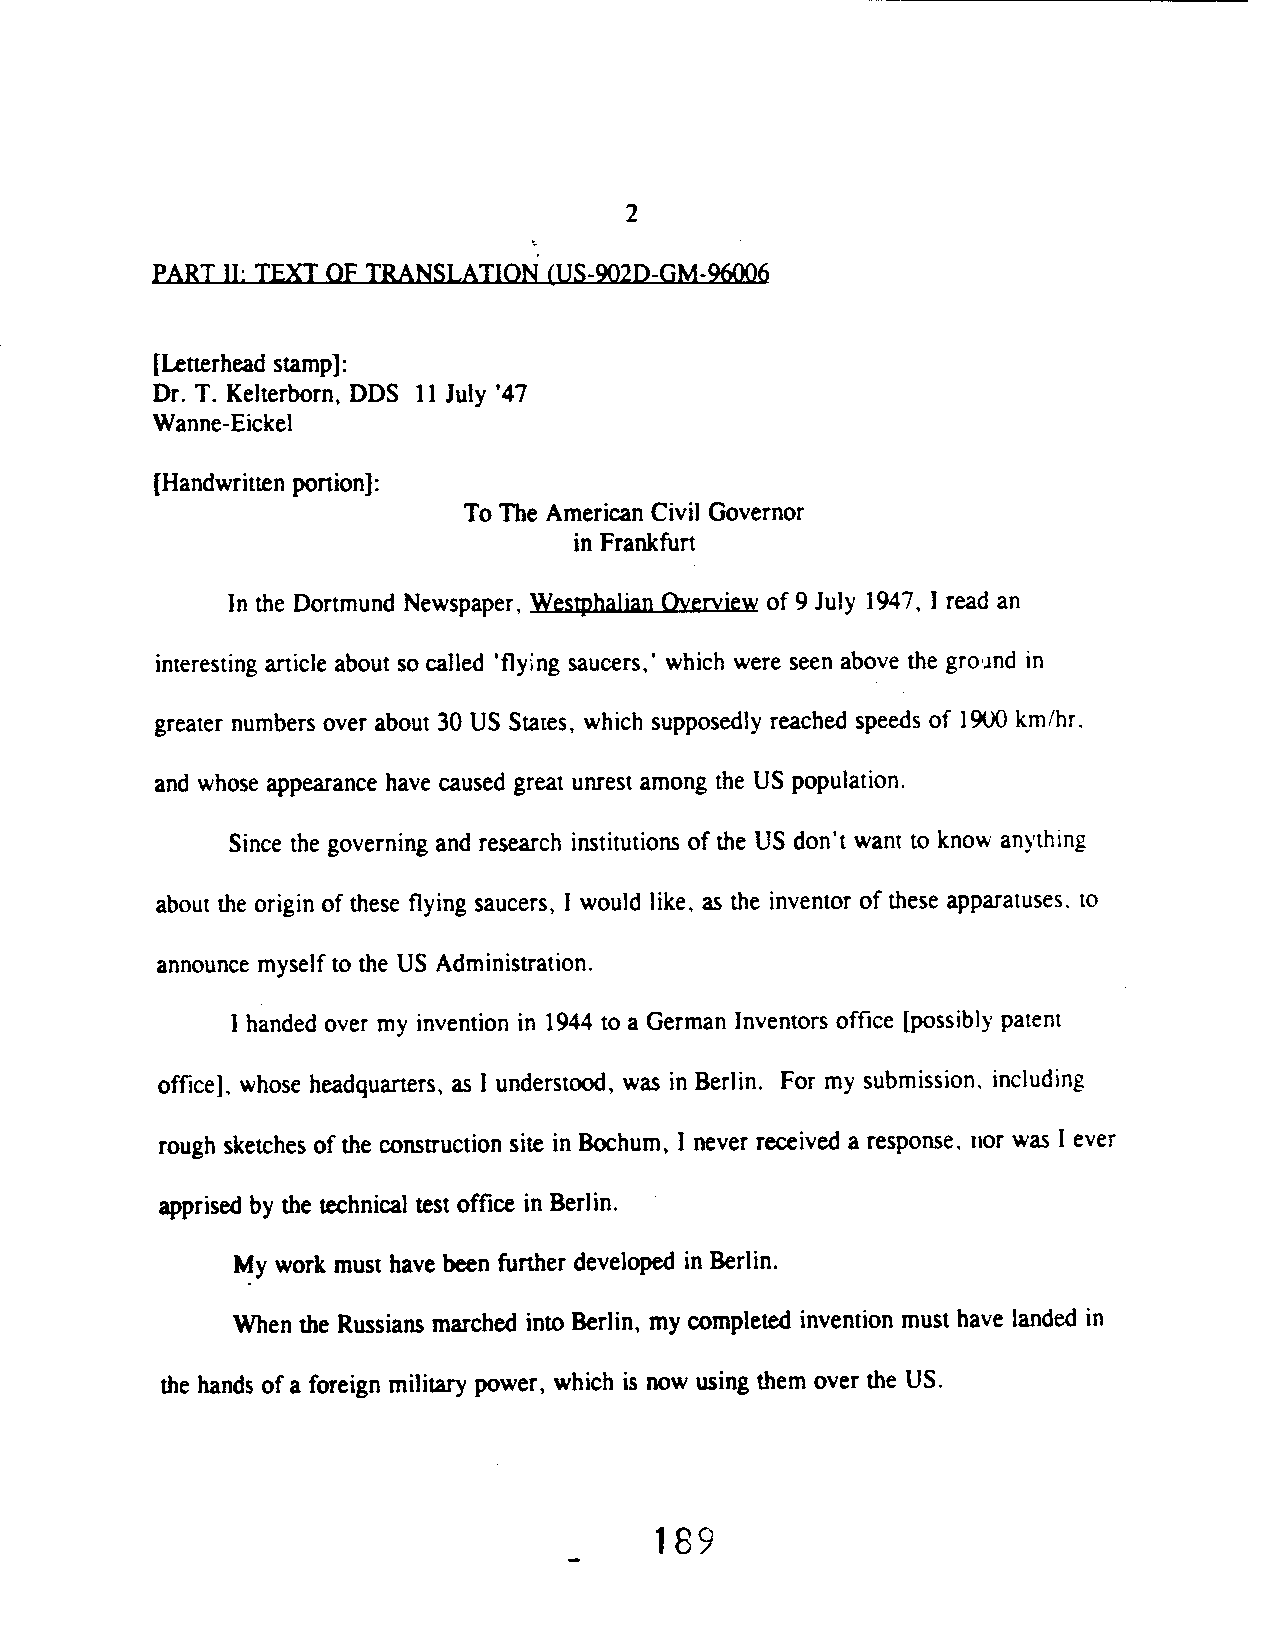 2
PART II: TEXT OF TRANSLATION (US-902D-GM-96006
[Letterhead stamp]:
Dr. T. Kelterborn, DDS 11 July '47
Wanne-Eickel
[Handwritten portion]:
To The American Civil Governor
in Frankfurt
In the Dortmund Newspaper, Westphalian Overview of 9 July 1947, I read an
interesting article about so called 'flying saucers,' which were seen above the ground in
greater numbers over about 30 US States, which supposedly reached speeds of 1900 km/hr.
and whose appearance have caused great unrest among the US population.
Since the governing and research institutions of the US don't want to know anything
about the origin of these flying saucers, I would like, as the inventor of these apparatuses, to
announce myself to the US Administration.
I handed over my invention in 1944 to a German Inventors office [possibly patent
office], whose headquarters, as I understood, was in Berlin. For my submission, including
rough sketches of the construction site in Bochum, I never received a response, nor was I ever
apprised by the technical test office in Berlin.
My work must have been further developed in Berlin.
When the Russians marched into Berlin, my completed invention must have landed in
the hands of a foreign military power, which is now using them over the US.
189